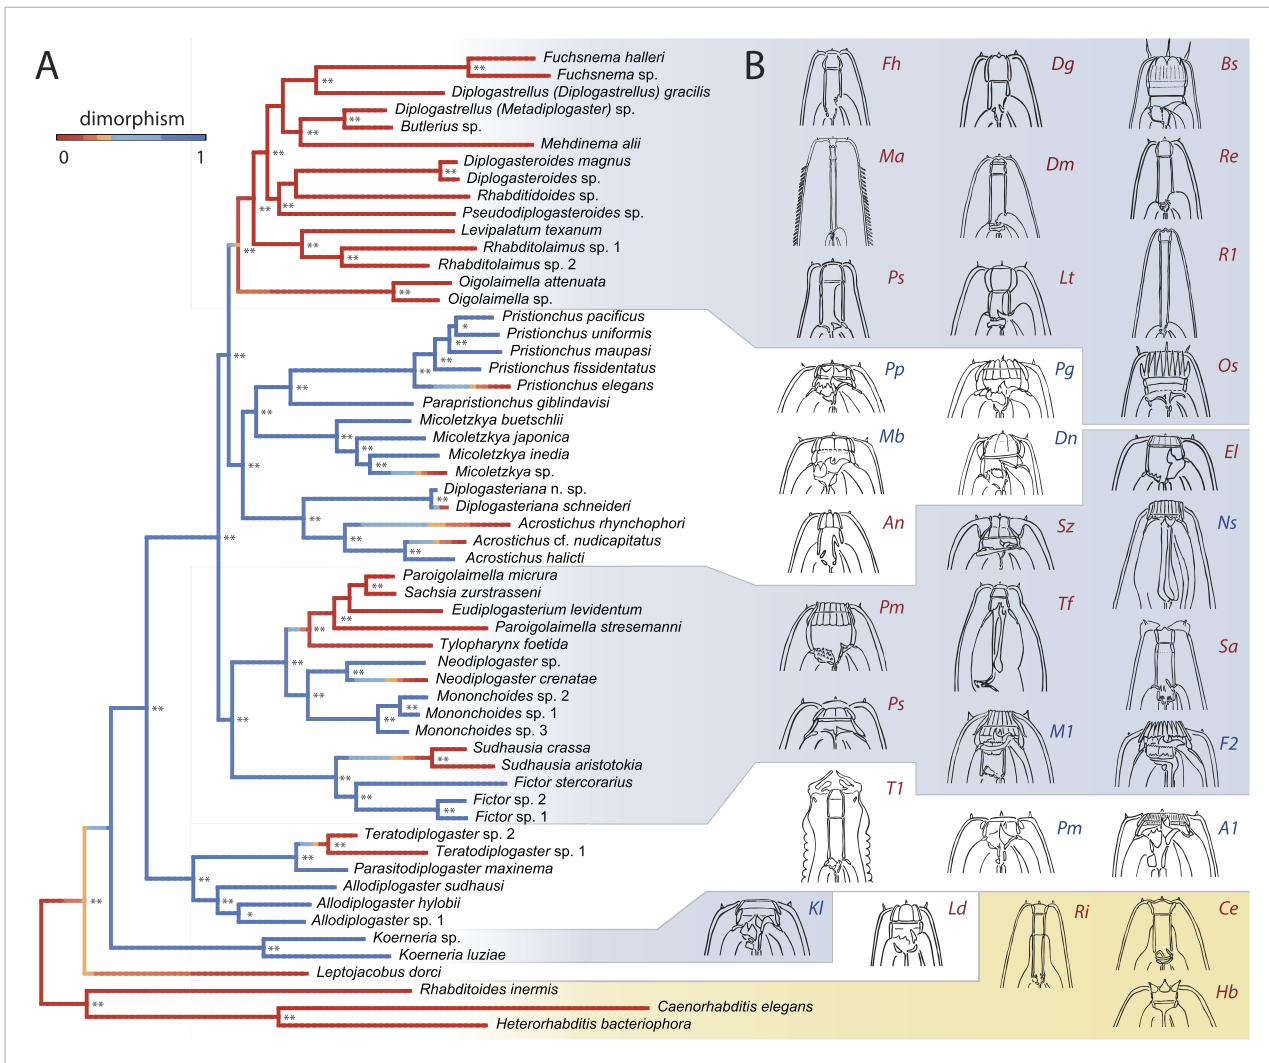 A
B
dimorphism
0 1
Fuchsnema halleri
Fuchsnema sp.
Diplogastrellus (Diplogastrellus) gracilis
Diplogastrellus (Metadiplogaster) sp.
Butlerius sp.
Mehdinema alii
Diplogasteroides magnus
Diplogasteroides sp.
Rhabditidoides sp.
Pseudodiplogasteroides sp.
Levipalatum texanum
Rhabditolaimus sp. 1
Rhabditolaimus sp. 2
Oigolaimella attenuata
Oigolaimella sp.
Pristionchus pacificus
Pristionchus uniformis
Pristionchus maupasi
Pristionchus fissidentatus
Pristionchus elegans
Parapristionchus giblindavisi
Micoletzkya buetschlii
Micoletzkya japonica
Micoletzkya inedia
Micoletzkya sp.
Diplogasteriana n. sp.
Diplogasteriana schneideri
Acrostichus rhynchophori
Acrostichus cf. nudicapitatus
Acrostichus halicti
Paroigolaimella micrura
Sachsia zurstrasseni
Eudiplogasterium levidentum
Paroigolaimella stresemanni
Tylopharynx foetida
Neodiplogaster sp.
Neodiplogaster crenatae
Mononchoides sp. 2
Mononchoides sp. 1
Mononchoides sp. 3
Sudhausia crassa
Sudhausia aristotokia
Fictor stercorarius
Fictor sp. 2
Fictor sp. 1
Teratodiplogaster sp. 2
Teratodiplogaster sp. 1
Parasitodiplogaster maxinema
Allodiplogaster sudhausi
Allodiplogaster hylobii
Allodiplogaster sp. 1
Koerneria sp.
Koerneria luziae
Leptojacobus dorci
Rhabditoides inermis
Caenorhabditis elegans
Heterorhabditis bacteriophora
Fh Dg Bs
Ma Dm Re
Ps Lt R1
Pp Pg Os
Mb Dn El
An Sz Ns
Pm Tf Sa
Ps M1 F2
T1 Pm A1
Kl Ld Ri Ce
Hb